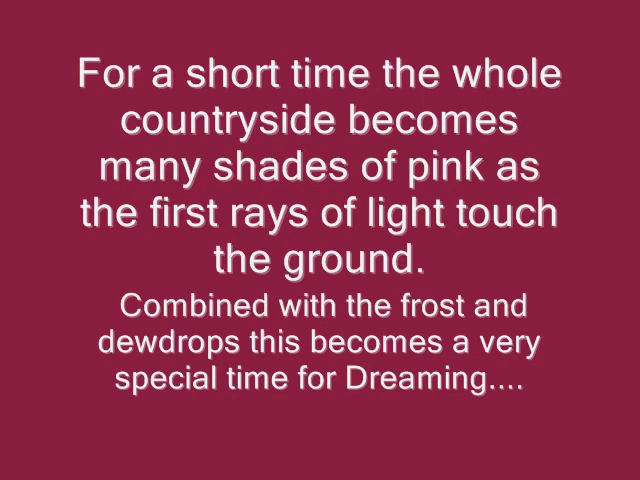 For a short time the whole
countryside becomes
many shades of pink as
the first rays of light touch
the ground.
Combined with the frost and
dewdrops this becomes a very
special time for Dreaming....